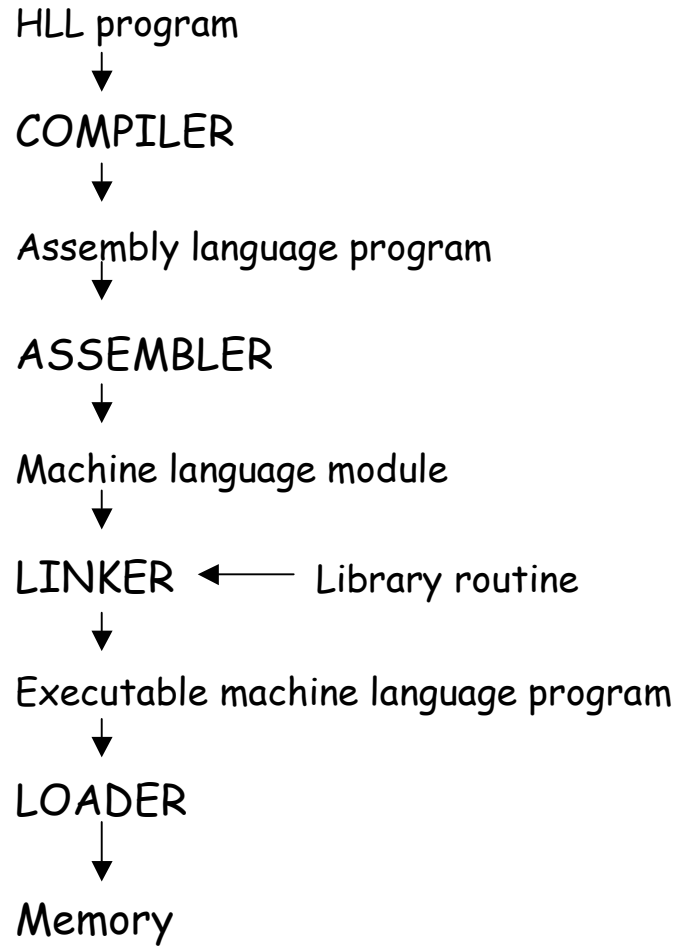 HLL program
COMPILER
Assembly language program
ASSEMBLER
Machine language module
LINKER Library routine
Executable machine language program
LOADER
Memory